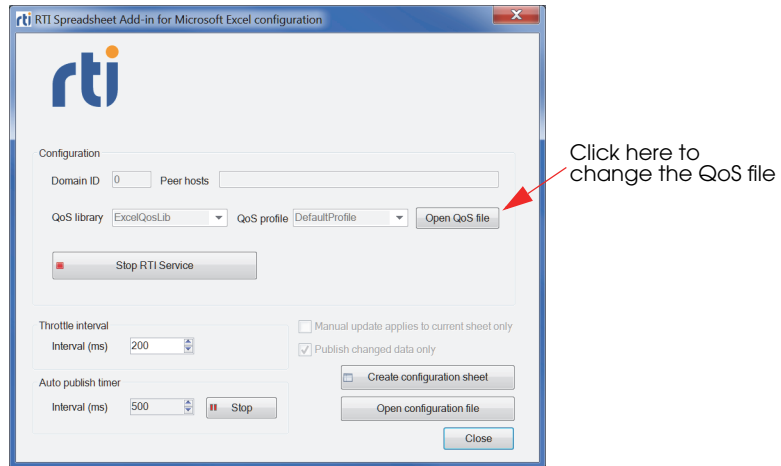 rti RTI Spreadsheet Add-in for Microsoft Excel configuration
rti
Configuration
Domain ID 0 Peer hosts
QoS library ExcelQosLib QoS profile DefaultProfile Open QoS file
Click here to
change the QoS file
Stop RTI Service
Throttle interval
Interval (ms) 200
Manual update applies to current sheet only
Publish changed data only
Auto publish timer
Interval (ms) 500 Stop
Create configuration sheet
Open configuration file
Close